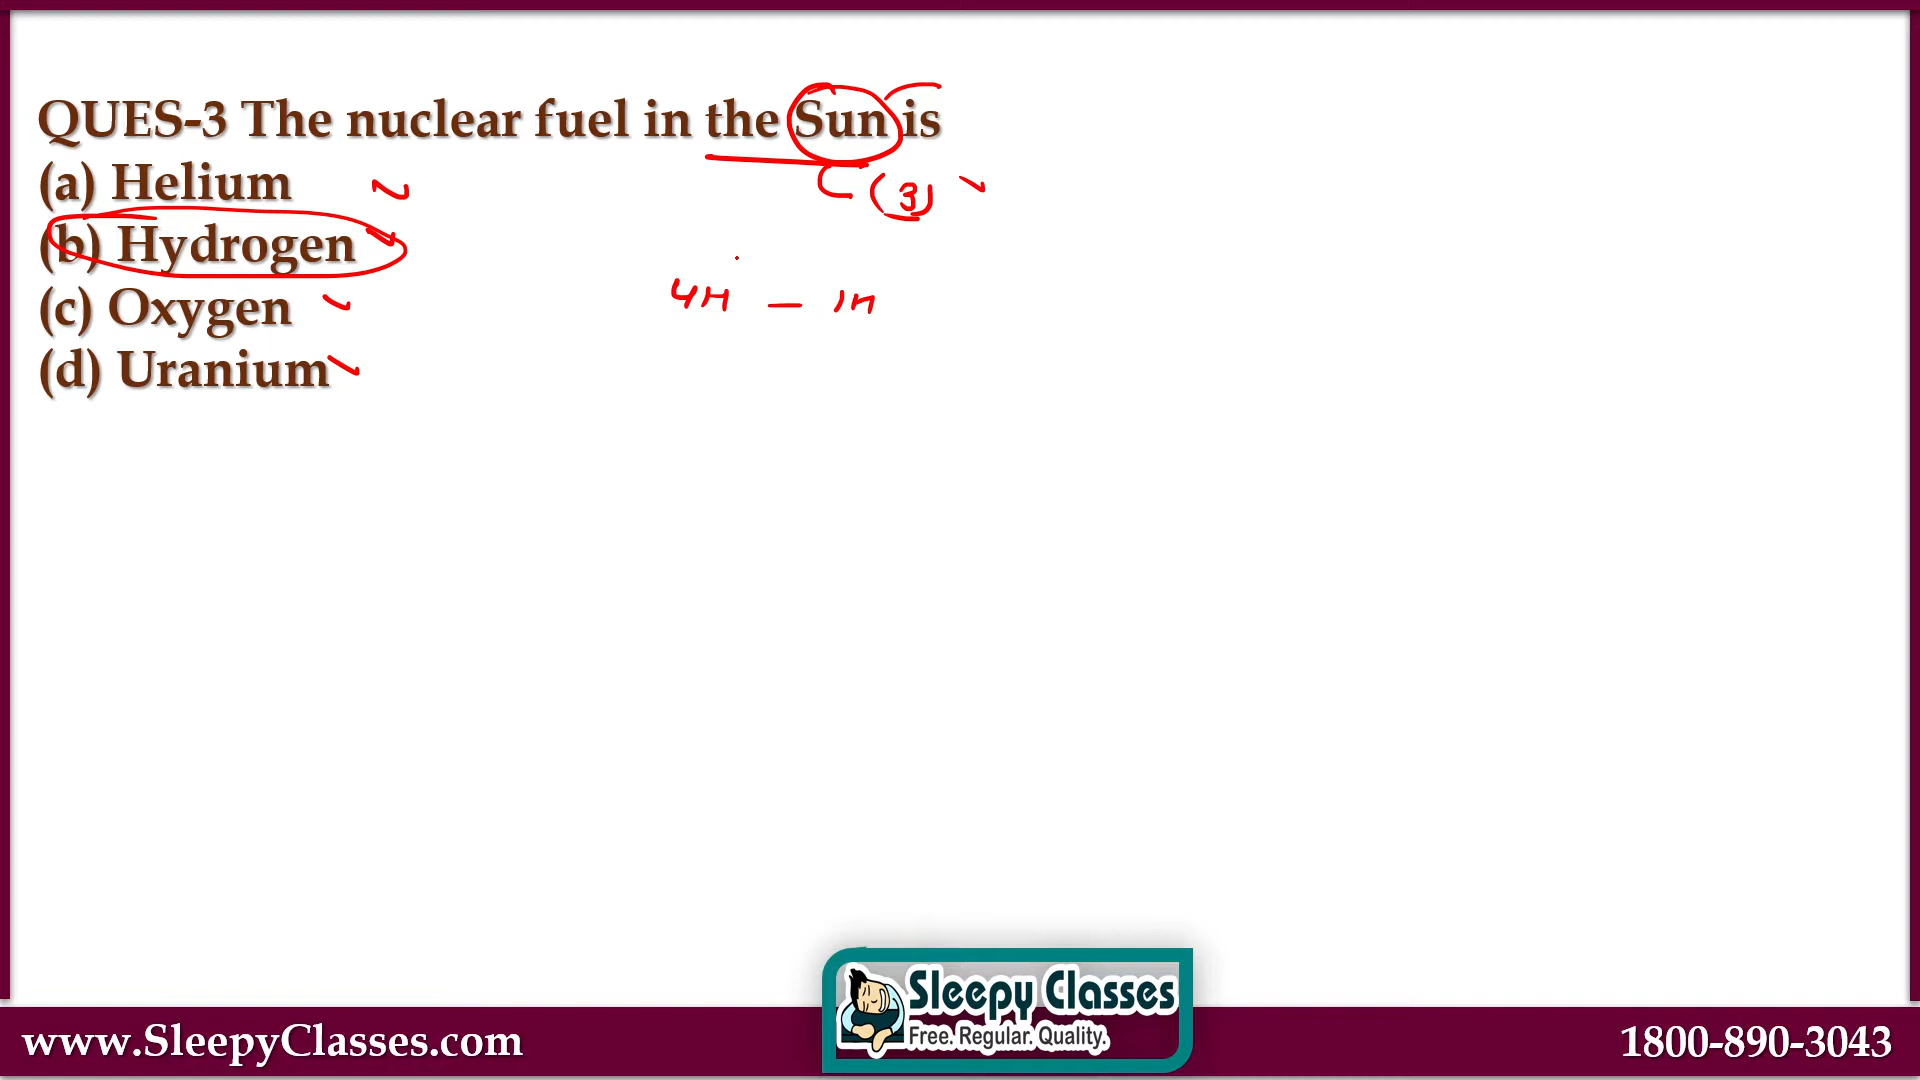 QUES-3 The nuclear fuel in the Sun is
(a) Helium
(3)
(b) Hydrogen
4H — 1H
(c) Oxygen
(d) Uranium
Sleepy Classes
Free. Regular. Quality.
www.SleepyClasses.com
1800-890-3043